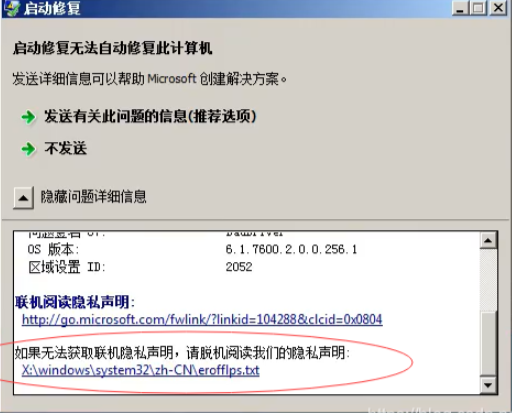 启动修复
启动修复无法自动修复此计算机
发送详细信息可以帮助 Microsoft 创建解决方案。
发送有关此问题的信息(推荐选项)
不发送
隐藏问题详细信息
OS 版本: 6.1.7600.2.0.0.256.1
区域设置 ID: 2052
联机阅读隐私声明:
http://go.microsoft.com/fwlink/?linkid=104288&clcid=0x0804
如果无法获取联机隐私声明，请脱机阅读我们的隐私声明:
X:\windows\system32\zh-CN\erofflps.txt